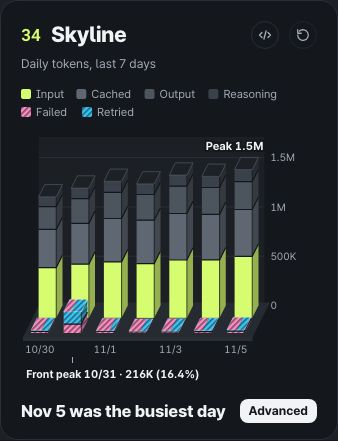 34 Skyline
Daily tokens, last 7 days
Input Cached Output Reasoning
Failed Retried
Peak 1.5M
1.5M
1M
500K
0
10/30 11/1 11/3 11/5
Front peak 10/31 · 216K (16.4%)
Nov 5 was the busiest day Advanced